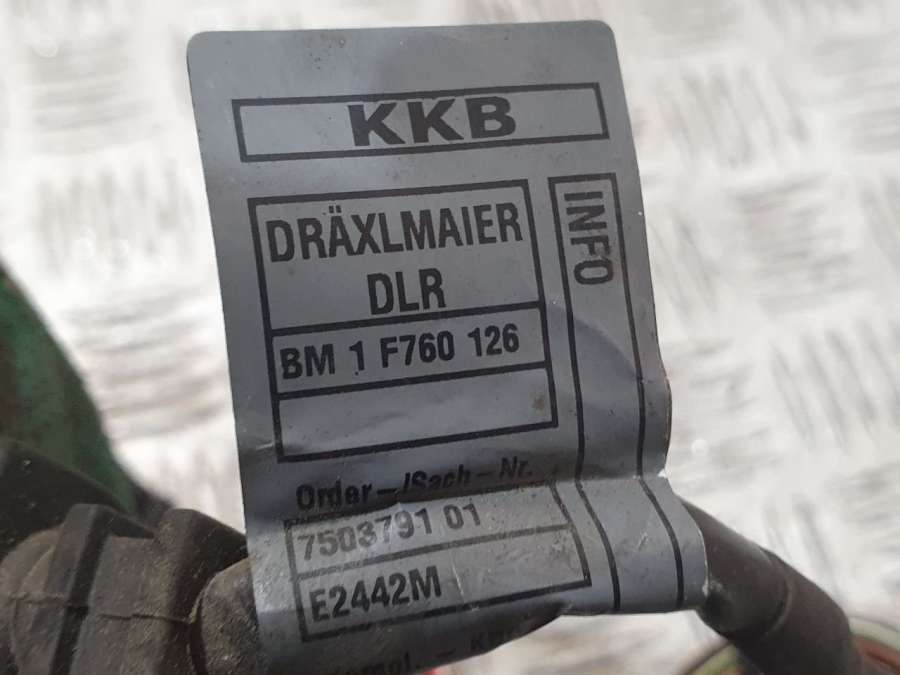 KKB
DRÄXLMAIER
DLR
INFO
BM 1 F760 126
Order-/Sach-Nr.
7503791 01
E2442M